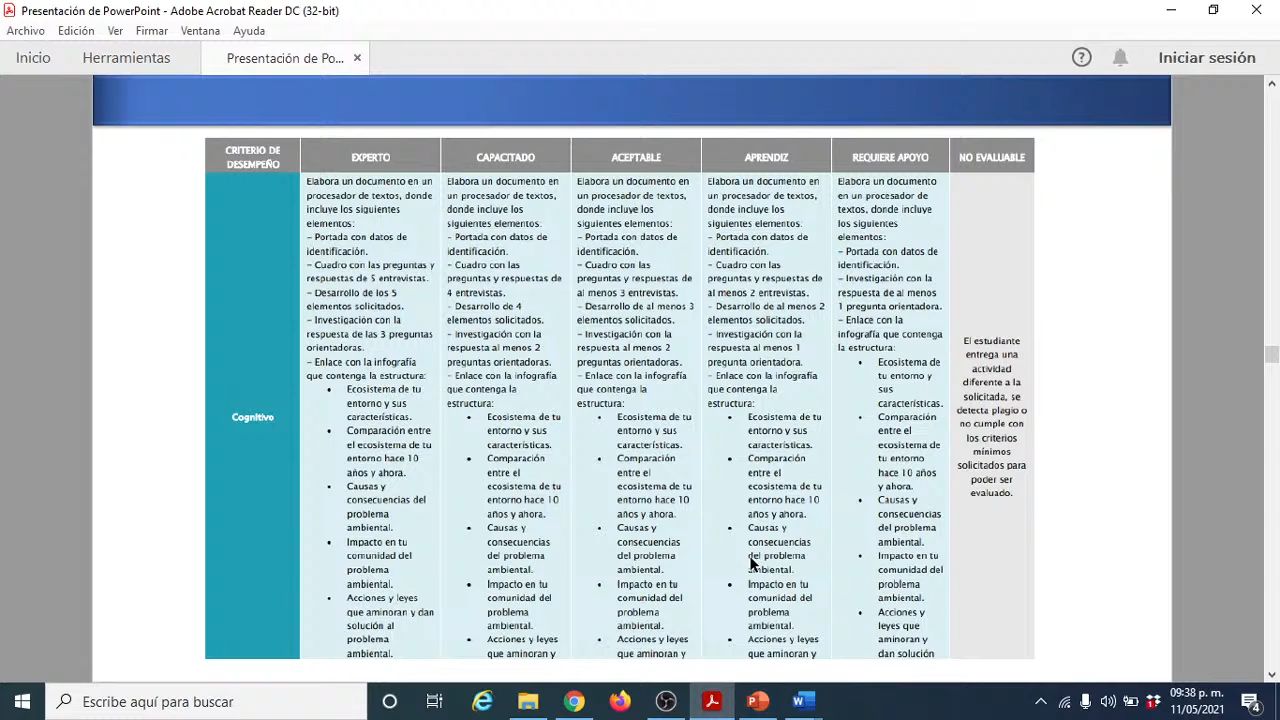 Presentación de PowerPoint - Adobe Acrobat Reader DC (32-bit)
Archivo Edición Ver Firmar Ventana Ayuda
Inicio Herramientas Presentación de Po... × Iniciar sesión
CRITERIO DE
DESEMPEÑO
EXPERTO
CAPACITADO
ACEPTABLE
APRENDIZ
REQUIERE APOYO
NO EVALUABLE
Cognitivo
Elabora un documento en un
procesador de textos, donde
incluye los siguientes
elementos:
– Portada con datos de
identificación.
– Cuadro con las preguntas y
respuestas de 5 entrevistas.
– Desarrollo de los 5
elementos solicitados.
– Investigación con la
respuesta de las 3 preguntas
orientadoras.
– Enlace con la infografía
que contenga la estructura:
• Ecosistema de tu
entorno y sus
características.
• Comparación entre
el ecosistema de tu
entorno hace 10
años y ahora.
• Causas y
consecuencias del
problema
ambiental.
• Impacto en tu
comunidad del
problema
ambiental.
• Acciones y leyes
que aminoran y dan
solución al
problema
ambiental.
Elabora un documento en
un procesador de textos,
donde incluye los
siguientes elementos:
– Portada con datos de
identificación.
– Cuadro con las
preguntas y respuestas de
4 entrevistas.
– Desarrollo de 4
elementos solicitados.
– Investigación con la
respuesta al menos 2
preguntas orientadoras.
– Enlace con la infografía
que contenga la
estructura:
• Ecosistema de tu
entorno y sus
características.
• Comparación
entre el
ecosistema de tu
entorno hace 10
años y ahora.
• Causas y
consecuencias
del problema
ambiental.
• Impacto en tu
comunidad del
problema
ambiental.
• Acciones y leyes
que aminoran y
Elabora un documento en
un procesador de textos,
donde incluye los
siguientes elementos:
– Portada con datos de
identificación.
– Cuadro con las
preguntas y respuestas de
al menos 3 entrevistas.
– Desarrollo de al menos 3
elementos solicitados.
– Investigación con la
respuesta al menos 2
preguntas orientadoras.
– Enlace con la infografía
que contenga la
estructura:
• Ecosistema de tu
entorno y sus
características.
• Comparación
entre el
ecosistema de tu
entorno hace 10
años y ahora.
• Causas y
consecuencias
del problema
ambiental.
• Impacto en tu
comunidad del
problema
ambiental.
• Acciones y leyes
que aminoran y
Elabora un documento en
un procesador de textos,
donde incluye los
siguientes elementos:
– Portada con datos de
identificación.
– Cuadro con las
preguntas y respuestas de
al menos 2 entrevistas.
– Desarrollo de al menos 2
elementos solicitados.
– Investigación con la
respuesta al menos 1
pregunta orientadora.
– Enlace con la infografía
que contenga la
estructura:
• Ecosistema de tu
entorno y sus
características.
• Comparación
entre el
ecosistema de tu
entorno hace 10
años y ahora.
• Causas y
consecuencias
del problema
ambiental.
• Impacto en tu
comunidad del
problema
ambiental.
• Acciones y leyes
que aminoran y
Elabora un documento
en un procesador de
textos, donde incluye
los siguientes
elementos:
– Portada con datos de
identificación.
– Investigación con la
respuesta de al menos
1 pregunta orientadora.
– Enlace con la
infografía que contenga
la estructura:
• Ecosistema de
tu entorno y
sus
características.
• Comparación
entre el
ecosistema de
tu entorno
hace 10 años
y ahora.
• Causas y
consecuencias
del problema
ambiental.
• Impacto en tu
comunidad del
problema
ambiental.
• Acciones y
leyes que
aminoran y
dan solución
El estudiante
entrega una
actividad
diferente a la
solicitada, se
detecta plagio o
no cumple con
los criterios
mínimos
solicitados para
poder ser
evaluado.
Escribe aquí para buscar
09:38 p. m.
11/05/2021
4